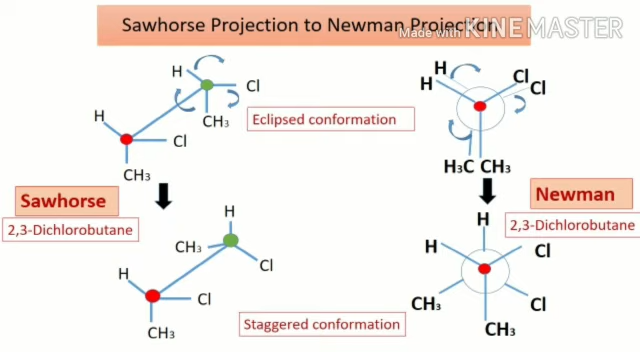 Sawhorse Projection to Newman Projection
Made with KINEMASTER
H
Cl
CH3
H
Cl
CH3
Eclipsed conformation
H
H
Cl
Cl
H3C CH3
Sawhorse
2,3-Dichlorobutane
Newman
2,3-Dichlorobutane
H
CH3
Cl
H
Cl
CH3
Staggered conformation
H
H
Cl
CH3
Cl
CH3